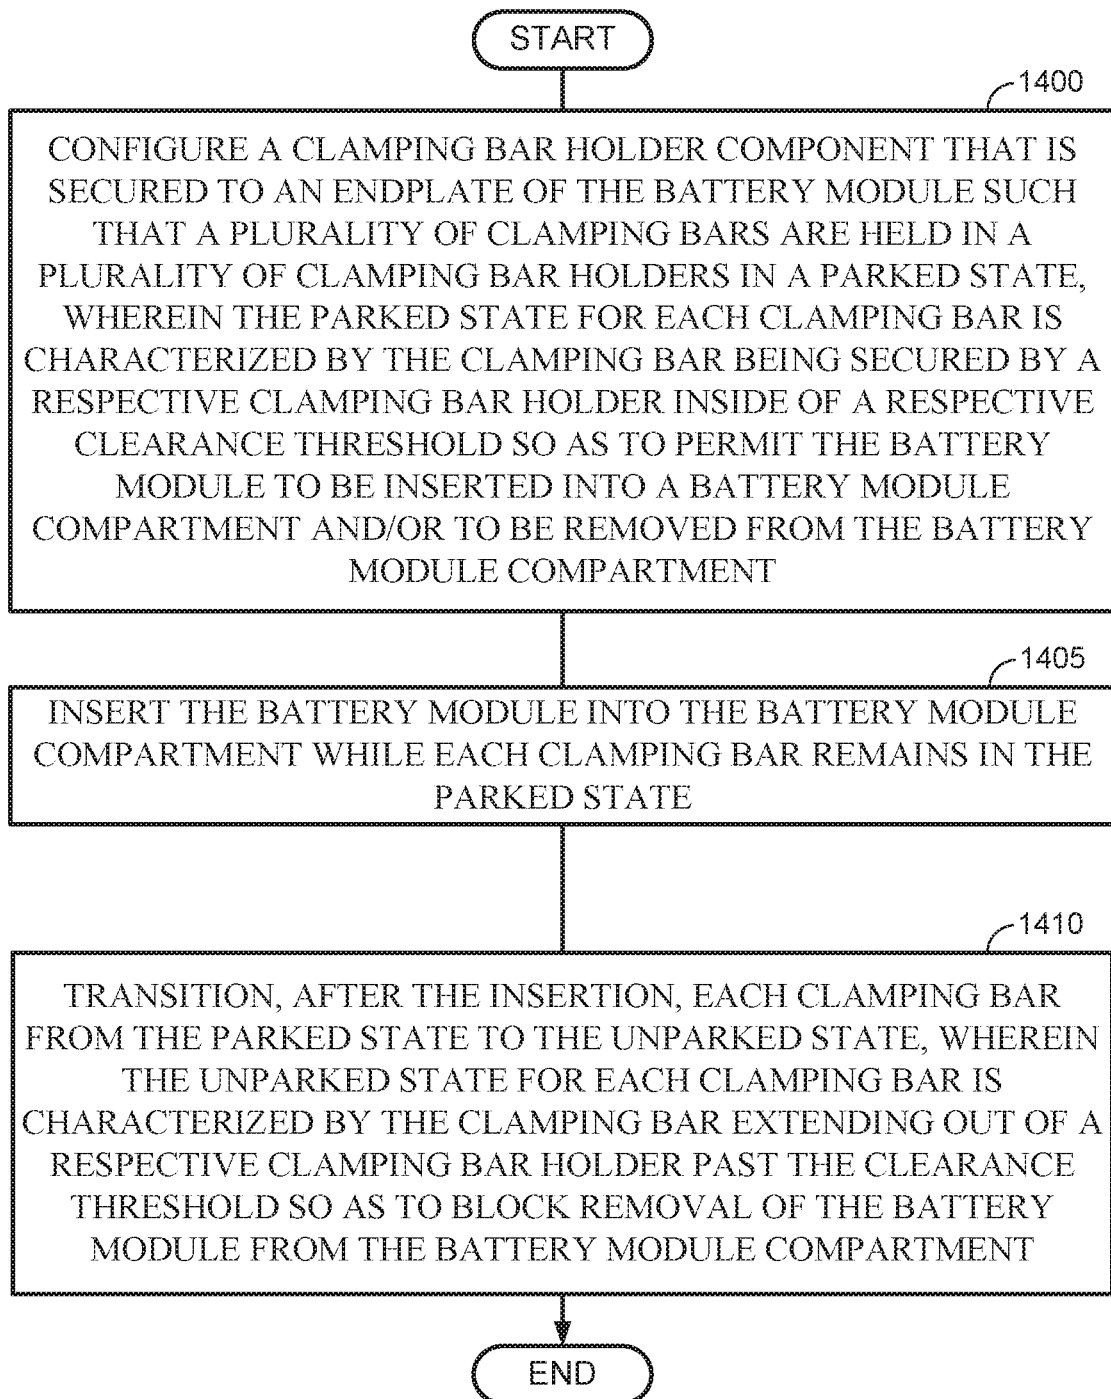 START
1400
CONFIGURE A CLAMPING BAR HOLDER COMPONENT THAT IS
SECURED TO AN ENDPLATE OF THE BATTERY MODULE SUCH
THAT A PLURALITY OF CLAMPING BARS ARE HELD IN A
PLURALITY OF CLAMPING BAR HOLDERS IN A PARKED STATE,
WHEREIN THE PARKED STATE FOR EACH CLAMPING BAR IS
CHARACTERIZED BY THE CLAMPING BAR BEING SECURED BY A
RESPECTIVE CLAMPING BAR HOLDER INSIDE OF A RESPECTIVE
CLEARANCE THRESHOLD SO AS TO PERMIT THE BATTERY
MODULE TO BE INSERTED INTO A BATTERY MODULE
COMPARTMENT AND/OR TO BE REMOVED FROM THE BATTERY
MODULE COMPARTMENT
1405
INSERT THE BATTERY MODULE INTO THE BATTERY MODULE
COMPARTMENT WHILE EACH CLAMPING BAR REMAINS IN THE
PARKED STATE
1410
TRANSITION, AFTER THE INSERTION, EACH CLAMPING BAR
FROM THE PARKED STATE TO THE UNPARKED STATE, WHEREIN
THE UNPARKED STATE FOR EACH CLAMPING BAR IS
CHARACTERIZED BY THE CLAMPING BAR EXTENDING OUT OF A
RESPECTIVE CLAMPING BAR HOLDER PAST THE CLEARANCE
THRESHOLD SO AS TO BLOCK REMOVAL OF THE BATTERY
MODULE FROM THE BATTERY MODULE COMPARTMENT
END